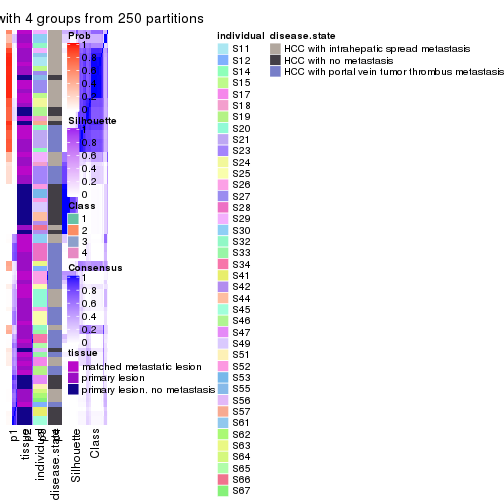 with 4 groups from 250 partitions
Prob
1
0.8
0.6
0.4
0.2
0
Silhouette
1
0.8
0.6
0.4
0.2
0
Class
1
2
3
4
Consensus
1
0.8
0.6
0.4
0.2
0
tissue
matched metastatic lesion
primary lesion
primary lesion. no metastasis
individual
S11
S12
S14
S15
S17
S18
S19
S20
S21
S23
S24
S25
S26
S27
S28
S29
S30
S32
S33
S34
S41
S42
S44
S45
S46
S47
S49
S51
S52
S53
S55
S56
S57
S61
S62
S63
S64
S65
S66
S67
disease.state
HCC with intrahepatic spread metastasis
HCC with no metastasis
HCC with portal vein tumor thrombus metastasis
p1
tissue
individual
disease.state
Silhouette
Class